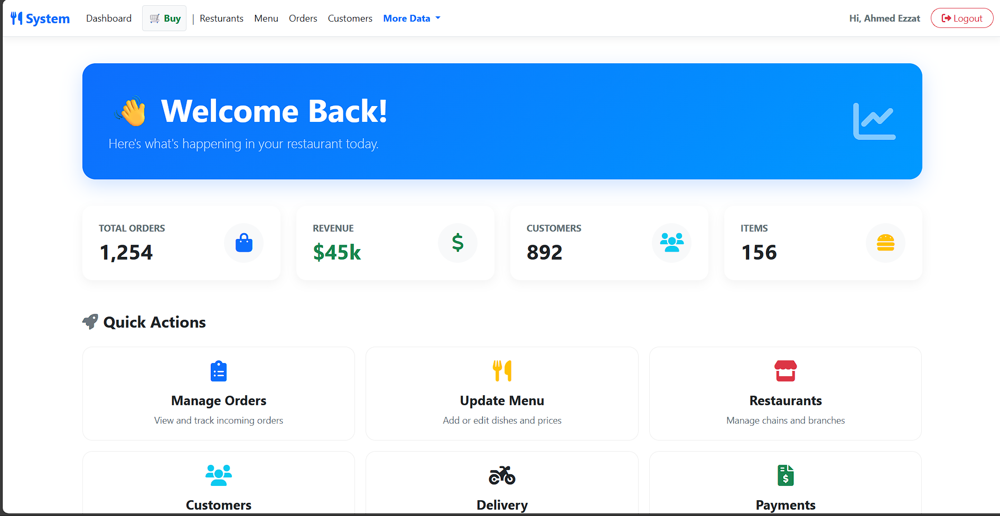 System Dashboard Buy | Resturants Menu Orders Customers More Data Hi, Ahmed Ezzat Logout
Welcome Back!
Here's what's happening in your restaurant today.
TOTAL ORDERS
1,254
REVENUE
$45k
CUSTOMERS
892
ITEMS
156
Quick Actions
Manage Orders
View and track incoming orders
Update Menu
Add or edit dishes and prices
Restaurants
Manage chains and branches
Customers
Delivery
Payments